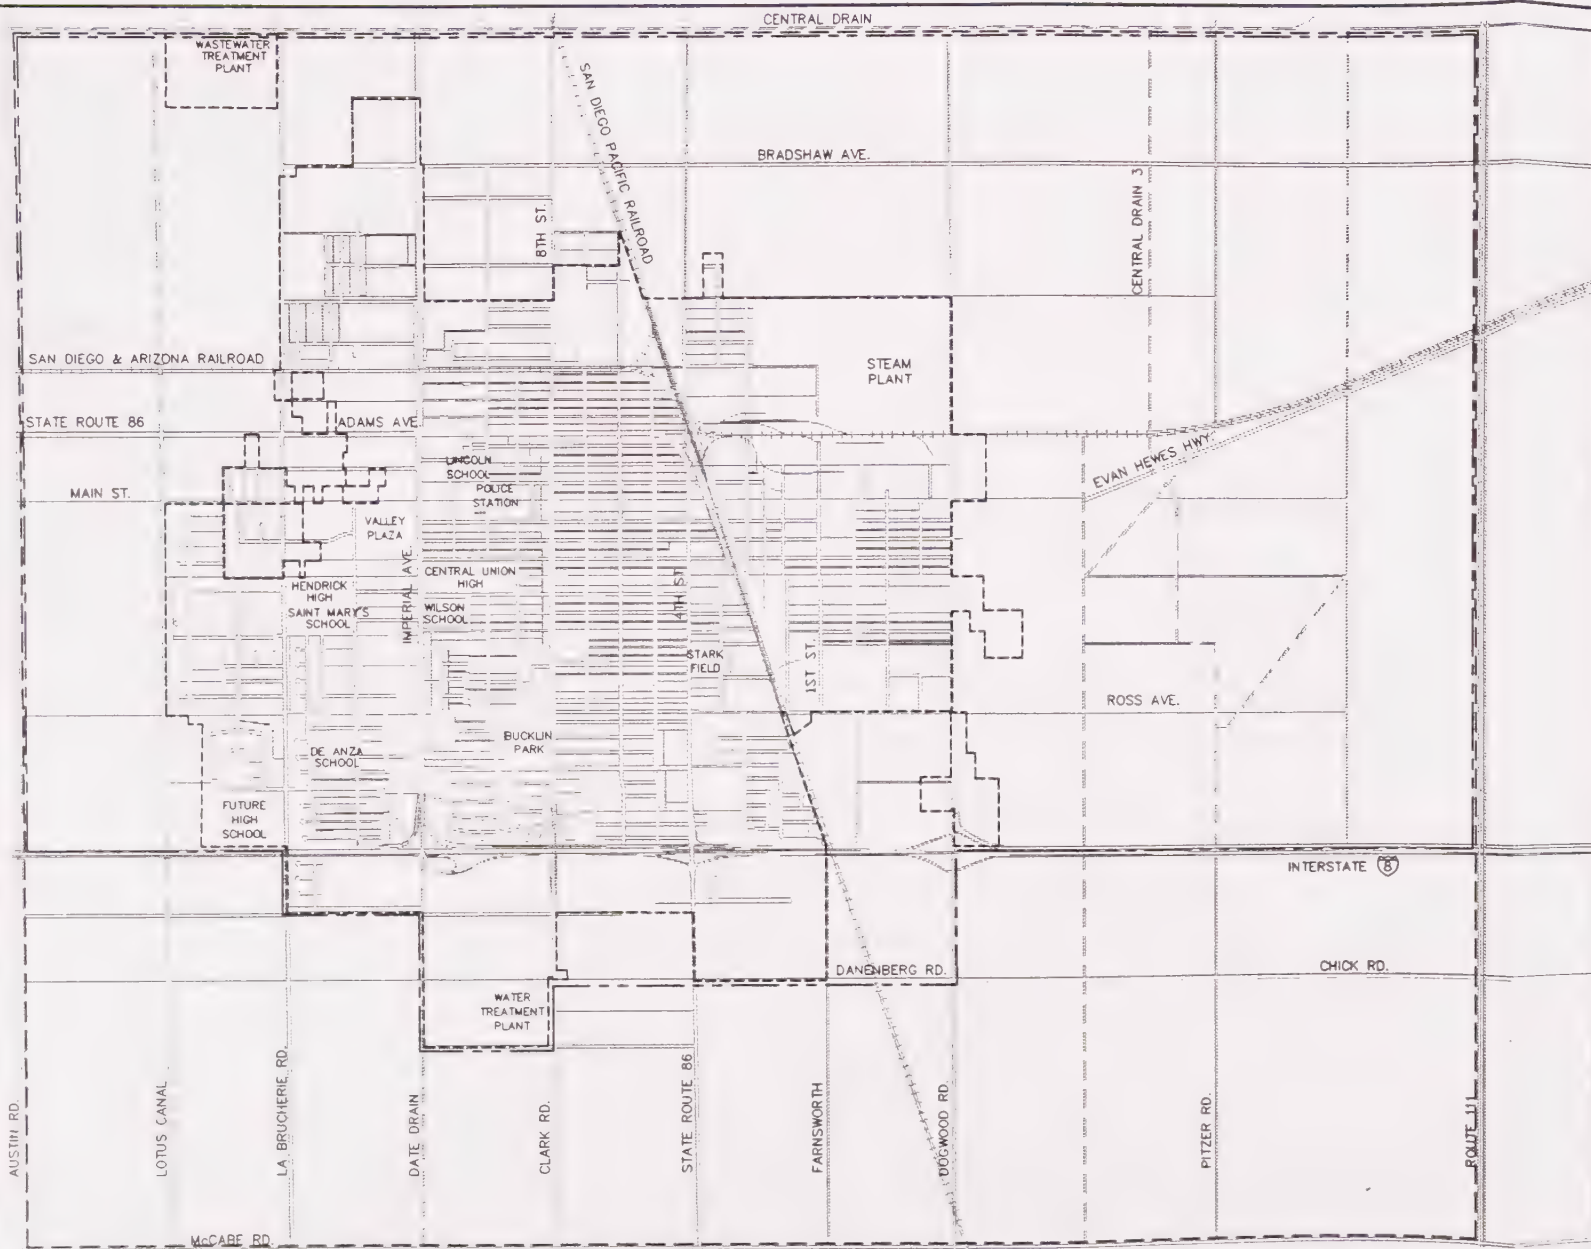 CENTRAL DRAIN
WASTEWATER
TREATMENT
PLANT
SAN DIEGO PACIFIC RAILROAD
BRADSHAW AVE.
CENTRAL DRAIN 3
8TH ST.
SAN DIEGO & ARIZONA RAILROAD
STEAM
PLANT
STATE ROUTE 86
ADAMS AVE
LINCOLN
SCHOOL
POLICE
STATION
EVAN HEWES HWY
MAIN ST.
VALLEY
PLAZA
IMPERIAL AVE.
CENTRAL UNION
HIGH
HENDRICK
HIGH
SAINT MARY'S
SCHOOL
WILSON
SCHOOL
4TH ST.
STARK
FIELD
1ST ST.
ROSS AVE.
BUCKLIN
PARK
DE ANZA
SCHOOL
FUTURE
HIGH
SCHOOL
INTERSTATE 8
DANENBERG RD.
CHICK RD.
WATER
TREATMENT
PLANT
AUSTIN RD.
LOTUS CANAL
LA BRUCHERIE RD.
DATE DRAIN
CLARK RD.
STATE ROUTE 86
FARNSWORTH
DOGWOOD RD.
PITZER RD.
ROUTE 111
McCABE RD.